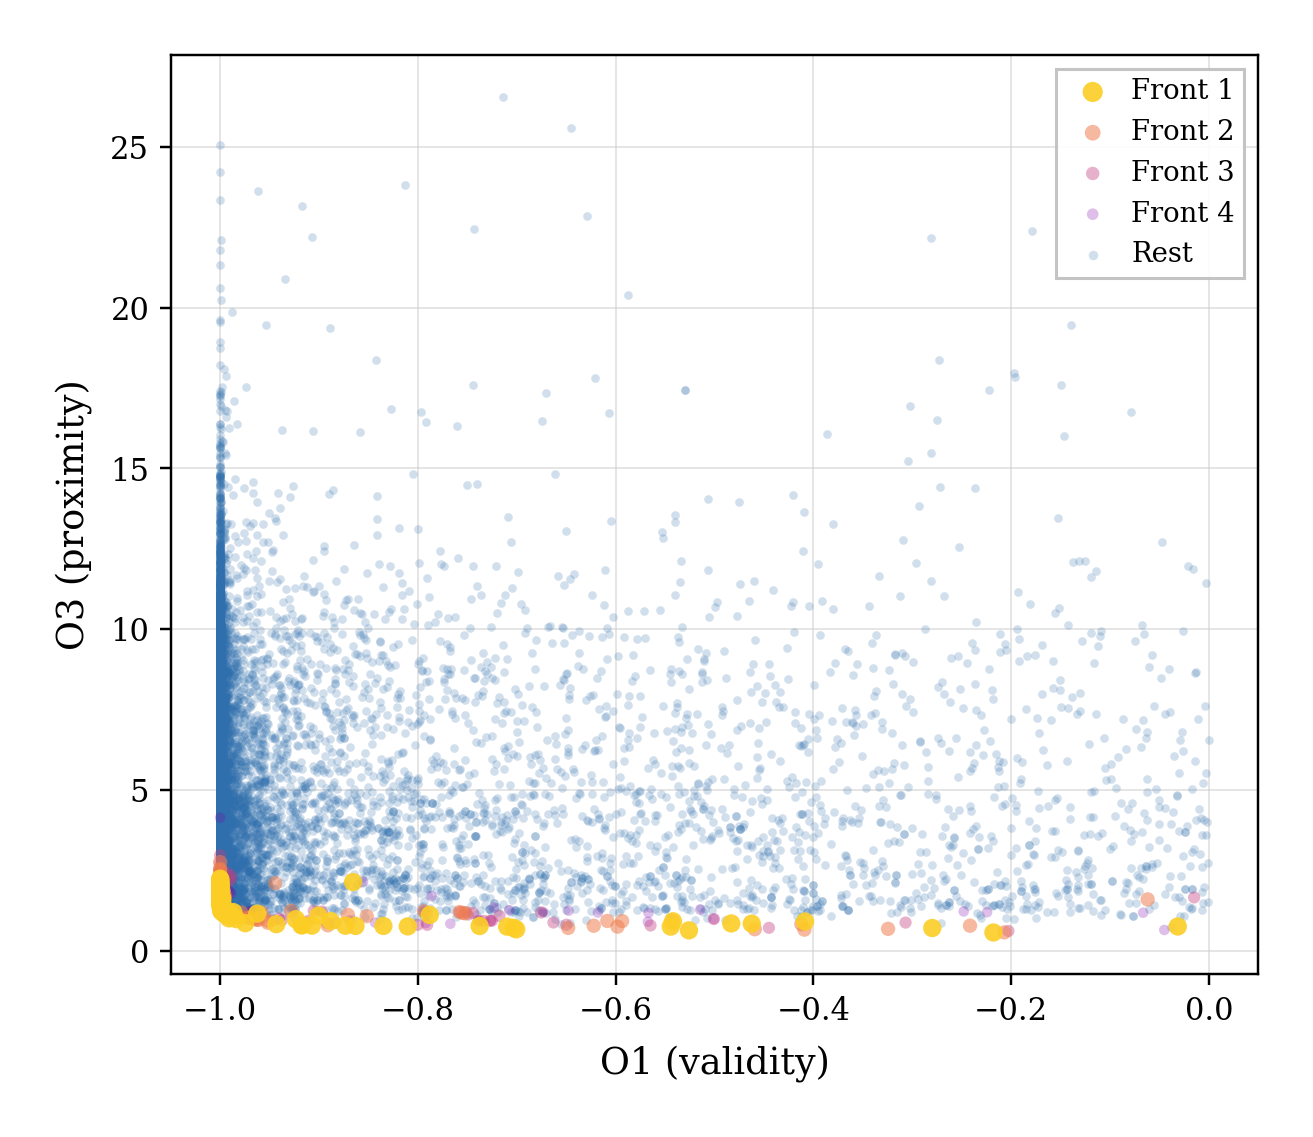 Front 1
Front 2
Front 3
Front 4
Rest
25
20
15
10
5
0
O3 (proximity)
−1.0 −0.8 −0.6 −0.4 −0.2 0.0
O1 (validity)